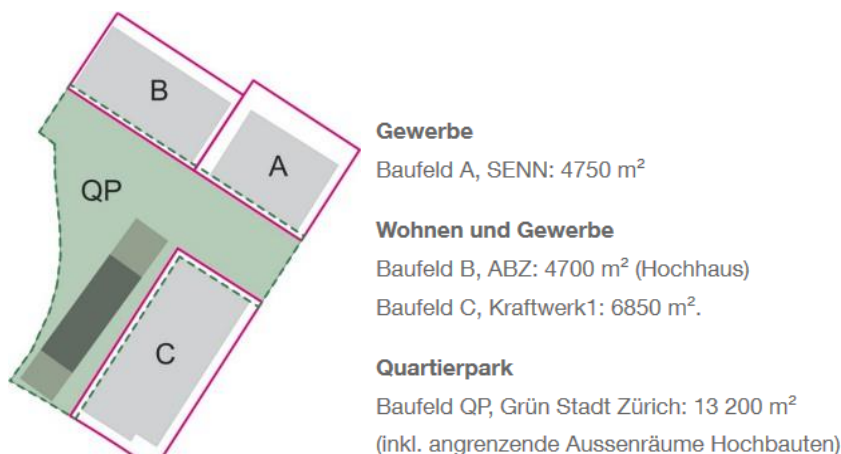 B
A
QP
C
Gewerbe
Baufeld A, SENN: 4750 m²
Wohnen und Gewerbe
Baufeld B, ABZ: 4700 m² (Hochhaus)
Baufeld C, Kraftwerk1: 6850 m².
Quartierpark
Baufeld QP, Grün Stadt Zürich: 13 200 m²
(inkl. angrenzende Aussenräume Hochbauten)